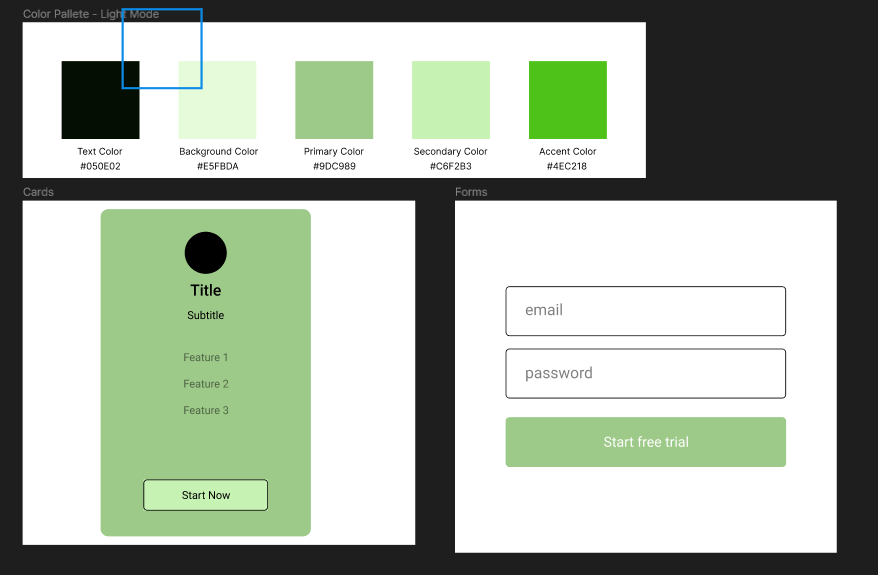 Color Pallete - Light Mode
Text Color
#050E02
Background Color
#E5FBDA
Primary Color
#9DC989
Secondary Color
#C6F2B3
Accent Color
#4EC218
Cards
Title
Subtitle
Feature 1
Feature 2
Feature 3
Start Now
Forms
email
password
Start free trial